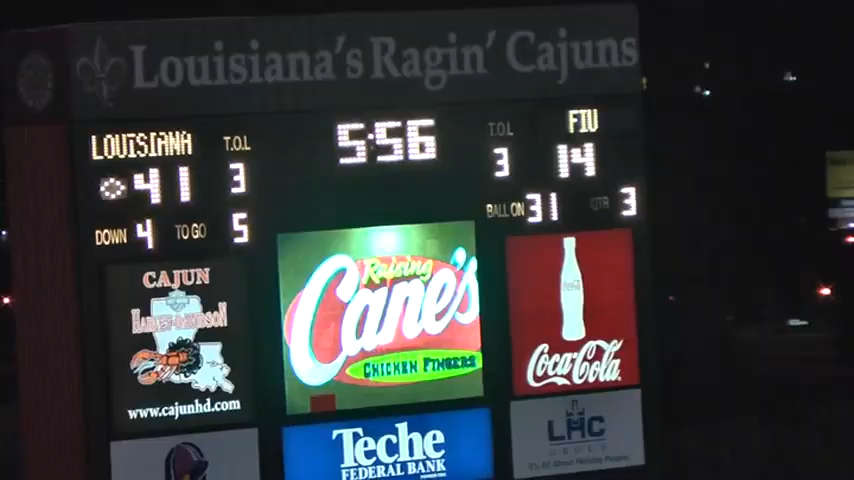 Louisiana's Ragin' Cajuns
LOUISIANA T.O.L 5:56 T.O.L FIU
41 3 3 14
DOWN 4 TO GO 5 BALL ON 31 QTR 3
CAJUN
HARLEY-DAVIDSON
www.cajunhd.com
Raising
Cane's
CHICKEN FINGERS
Coca-Cola
Teche
FEDERAL BANK
LHC
GROUP